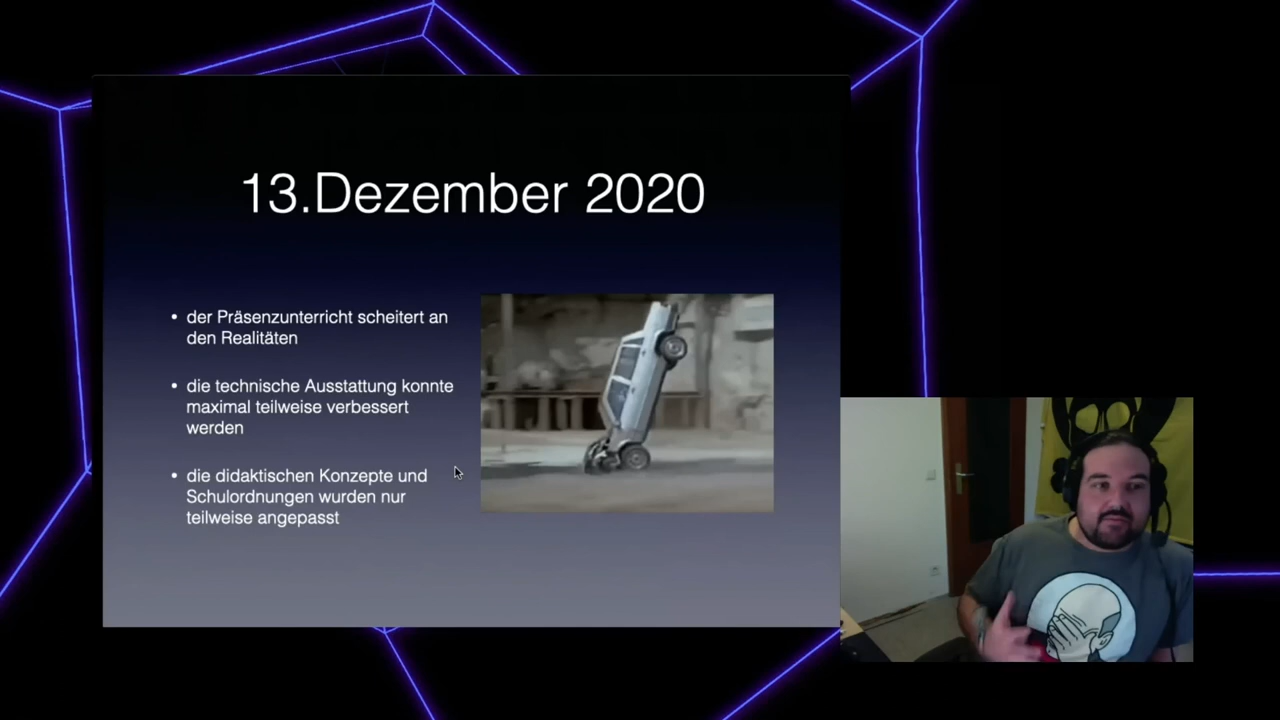 13.Dezember 2020
• der Präsenzunterricht scheitert an
den Realitäten
• die technische Ausstattung konnte
maximal teilweise verbessert
werden
• die didaktischen Konzepte und
Schulordnungen wurden nur
teilweise angepasst